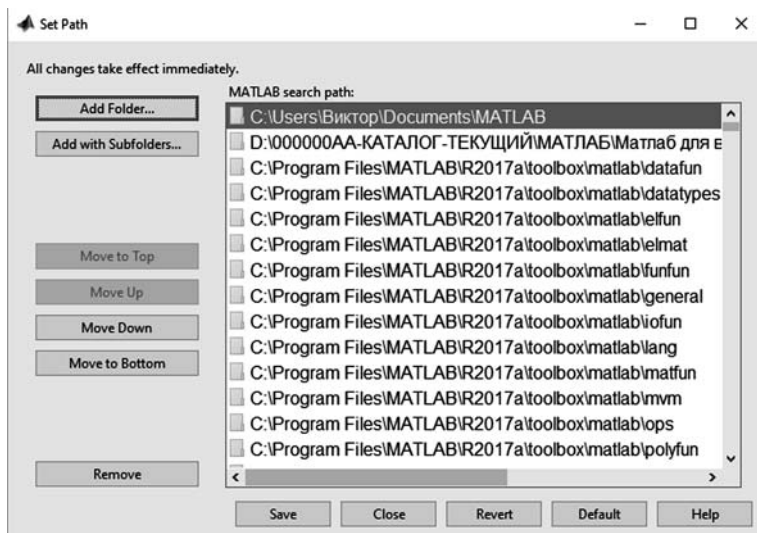 Set Path
All changes take effect immediately.
MATLAB search path:
Add Folder...
Add with Subfolders...
Move to Top
Move Up
Move Down
Move to Bottom
Remove
C:\Users\Виктор\Documents\MATLAB
D:\000000АА-КАТАЛОГ-ТЕКУЩИЙ\МАТЛАБ\Матлаб для в
C:\Program Files\MATLAB\R2017a\toolbox\matlab\datafun
C:\Program Files\MATLAB\R2017a\toolbox\matlab\datatypes
C:\Program Files\MATLAB\R2017a\toolbox\matlab\elfun
C:\Program Files\MATLAB\R2017a\toolbox\matlab\elmat
C:\Program Files\MATLAB\R2017a\toolbox\matlab\funfun
C:\Program Files\MATLAB\R2017a\toolbox\matlab\general
C:\Program Files\MATLAB\R2017a\toolbox\matlab\iofun
C:\Program Files\MATLAB\R2017a\toolbox\matlab\lang
C:\Program Files\MATLAB\R2017a\toolbox\matlab\matfun
C:\Program Files\MATLAB\R2017a\toolbox\matlab\mvm
C:\Program Files\MATLAB\R2017a\toolbox\matlab\ops
C:\Program Files\MATLAB\R2017a\toolbox\matlab\polyfun
Save
Close
Revert
Default
Help